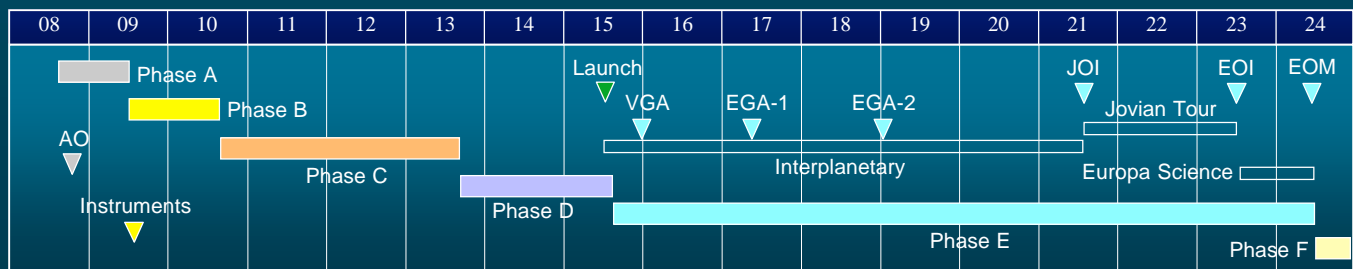 08 09 10 11 12 13 14 15 16 17 18 19 20 21 22 23 24
Phase A
Launch
JOI
EOI
EOM
Phase B
VGA
EGA-1
EGA-2
Jovian Tour
AO
Phase C
Interplanetary
Europa Science
Instruments
Phase D
Phase E
Phase F